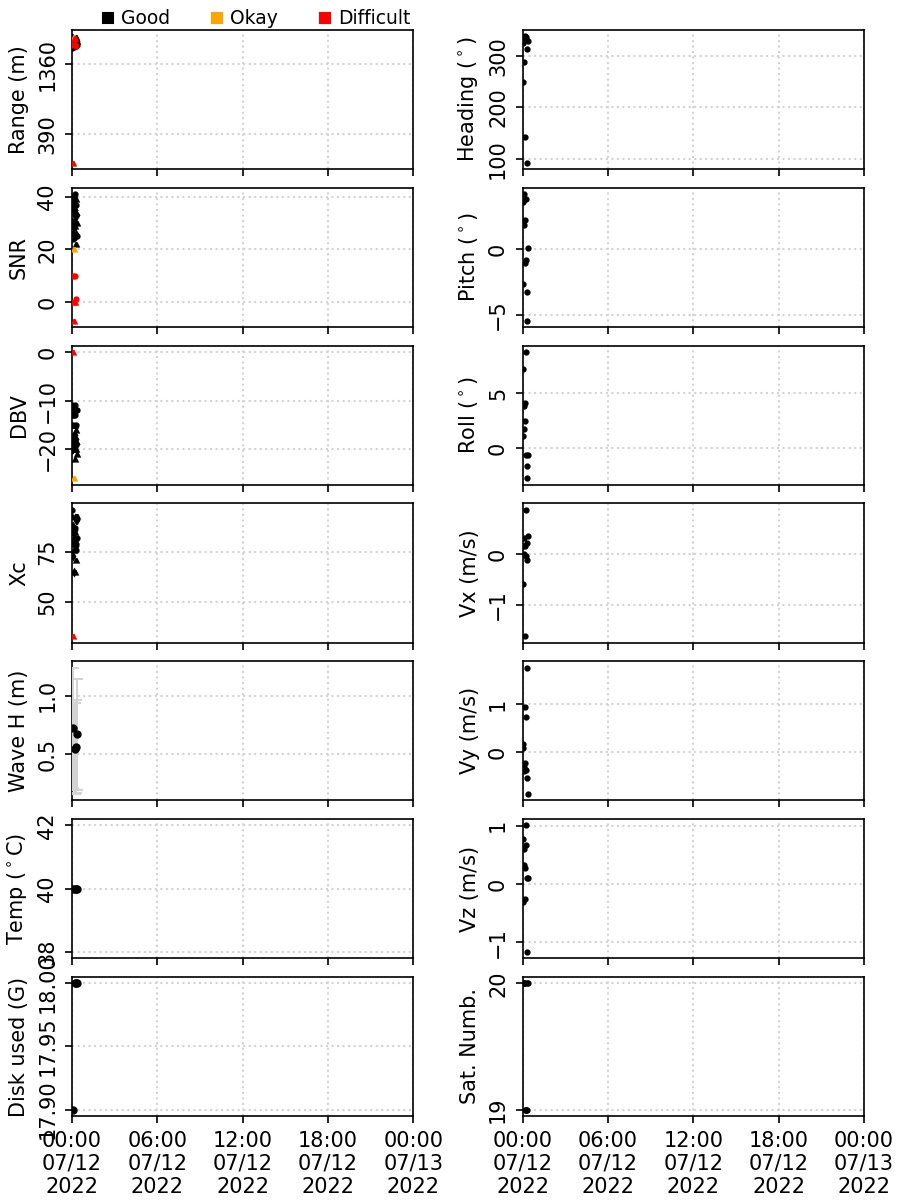 Good Okay Difficult
Range (m)
1360
390
Heading (°)
300
200
100
SNR
40
20
0
Pitch (°)
0
−5
DBV
0
−10
−20
Roll (°)
5
0
Xc
75
50
Vx (m/s)
0
−1
Wave H (m)
1.0
0.5
Vy (m/s)
1
0
Temp (°C)
42
40
38
Vz (m/s)
1
0
−1
Disk used (G)
18.00
17.95
17.90
Sat. Numb.
20
19
00:00 06:00 12:00 18:00 00:00
07/12 07/12 07/12 07/12 07/13
2022 2022 2022 2022 2022
00:00 06:00 12:00 18:00 00:00
07/12 07/12 07/12 07/12 07/13
2022 2022 2022 2022 2022